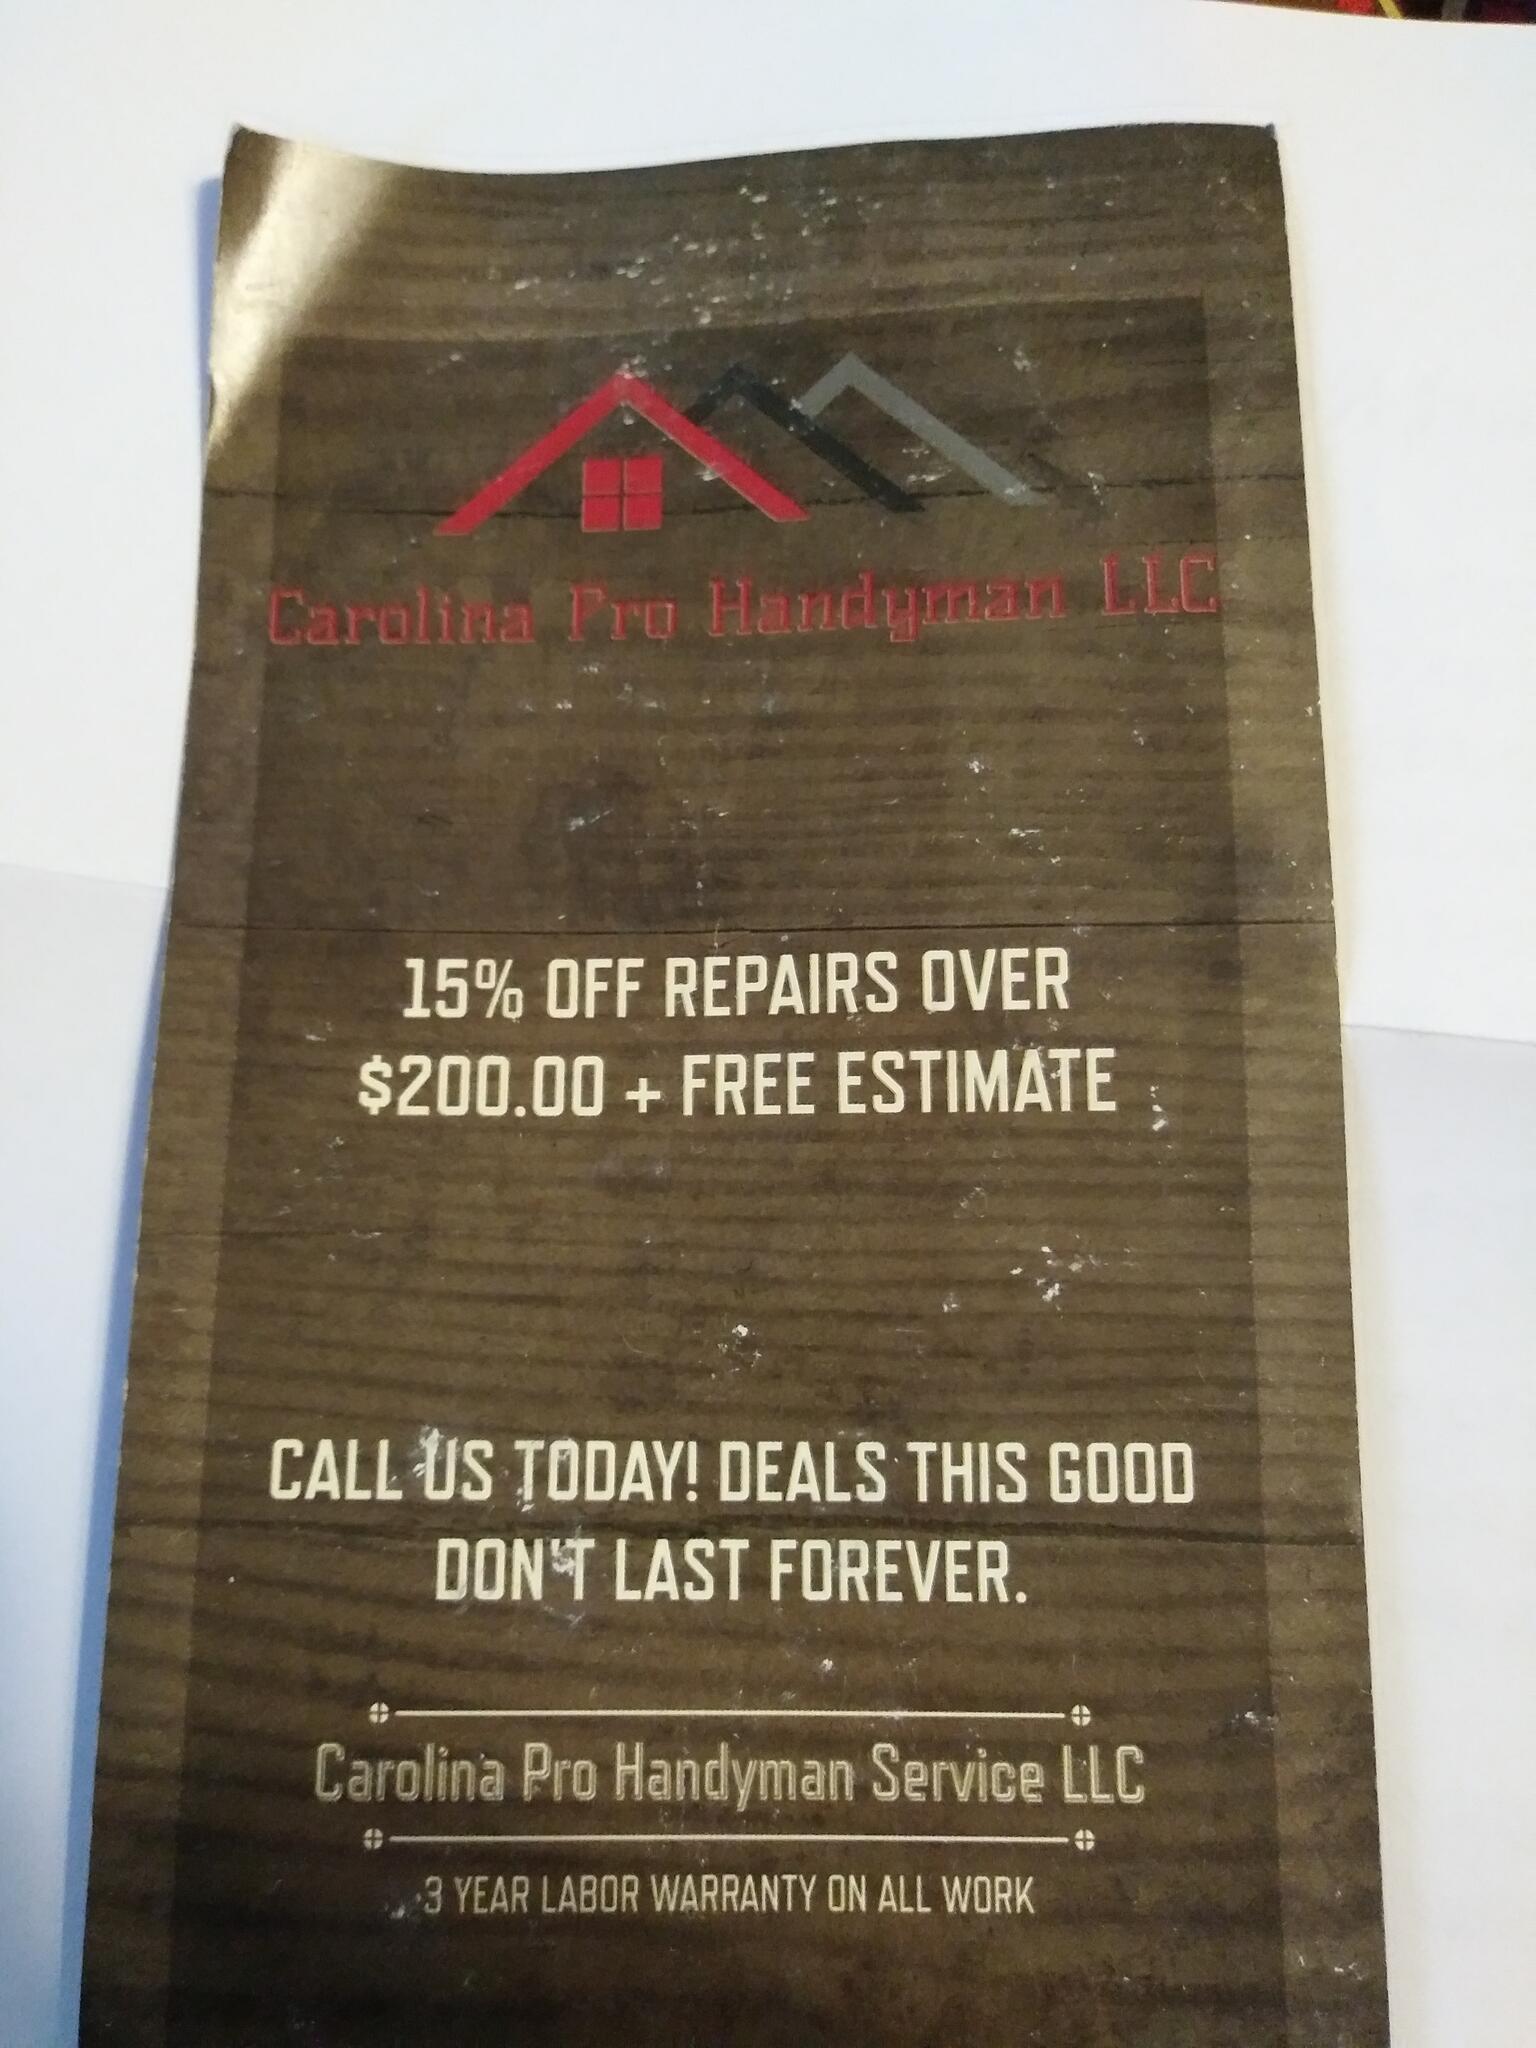 Carolina Pro Handyman LLC
15% OFF REPAIRS OVER
$200.00 + FREE ESTIMATE
CALL US TODAY! DEALS THIS GOOD
DON'T LAST FOREVER.
Carolina Pro Handyman Service LLC
3 YEAR LABOR WARRANTY ON ALL WORK